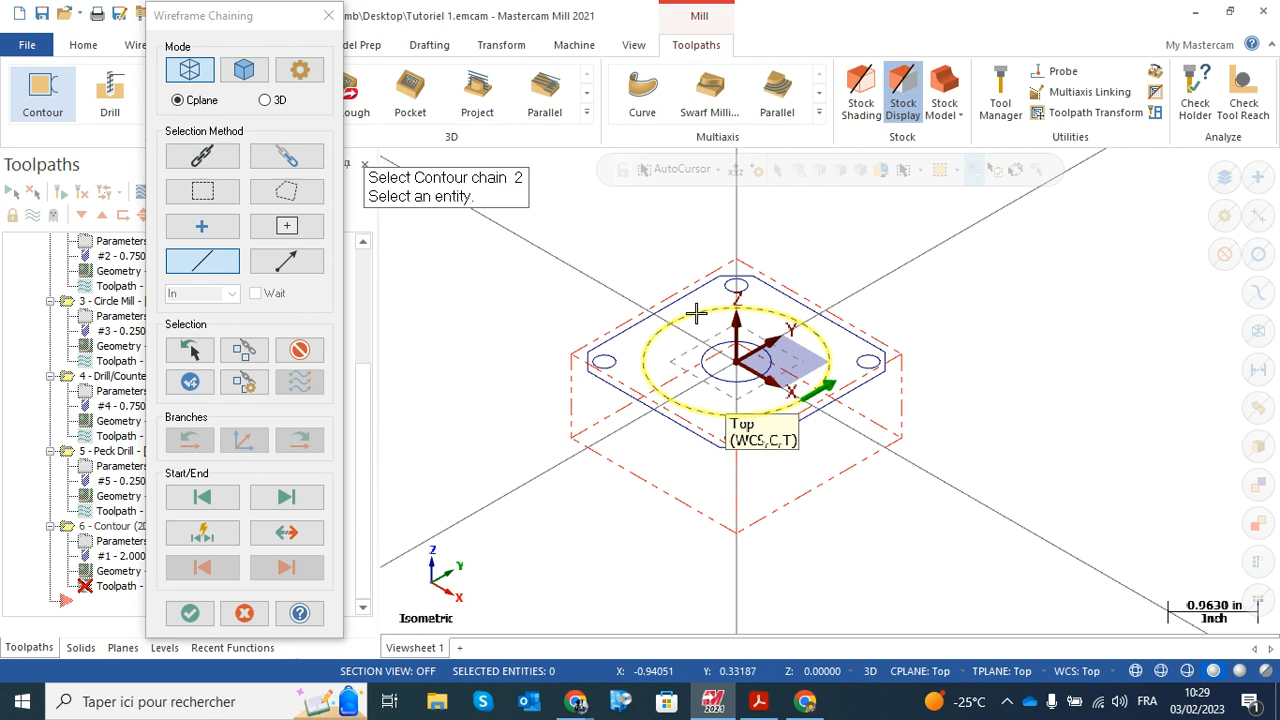 Wireframe Chaining
mb\Desktop\Tutoriel 1.emcam - Mastercam Mill 2021
Mill
File
Home
Wire
del Prep
Drafting
Transform
Machine
View
Toolpaths
My Mastercam
Contour
Drill
ough
Pocket
Project
Parallel
3D
Curve
Swarf Milli...
Parallel
Multiaxis
Stock
Shading
Stock
Display
Stock
Model
Stock
Tool
Manager
Probe
Multiaxis Linking
Toolpath Transform
Utilities
Check
Holder
Check
Tool Reach
Analyze
Mode
Cplane
3D
Selection Method
In
Wait
Selection
Branches
Start/End
Toolpaths
Parameters
#2 - 0.750
Geometry -
Toolpath -
3 - Circle Mill - [
Parameters
#3 - 0.250
Geometry -
Toolpath -
4 - Drill/Counte
Parameters
#4 - 0.750
Geometry -
Toolpath -
5 - Peck Drill -
Parameters
#5 - 0.250
Geometry -
Toolpath -
6 - Contour (2D
Parameters
#1 - 2.000
Geometry -
Toolpath -
AutoCursor
Select Contour chain 2
Select an entity.
Z
Y
X
Top
(WCS,C,T)
Z
Y
X
Isometric
0.9630 in
Inch
Toolpaths
Solids
Planes
Levels
Recent Functions
Viewsheet 1
+
SECTION VIEW: OFF
SELECTED ENTITIES: 0
X: -0.94051
Y: 0.33187
Z: 0.00000
3D
CPLANE: Top
TPLANE: Top
WCS: Top
Taper ici pour rechercher
2021
-25°C
FRA
10:29
03/02/2023
1